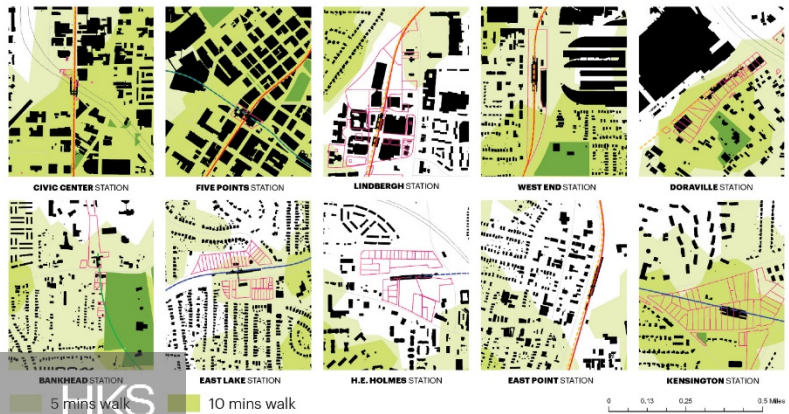 CIVIC CENTER STATION
FIVE POINTS STATION
LINDBERGH STATION
WEST END STATION
DORAVILLE STATION
BANKHEAD STATION
EAST LAKE STATION
H.E. HOLMES STATION
EAST POINT STATION
KENSINGTON STATION
HKS
5 mins walk
10 mins walk
0 0,13 0,25 0,5 Miles